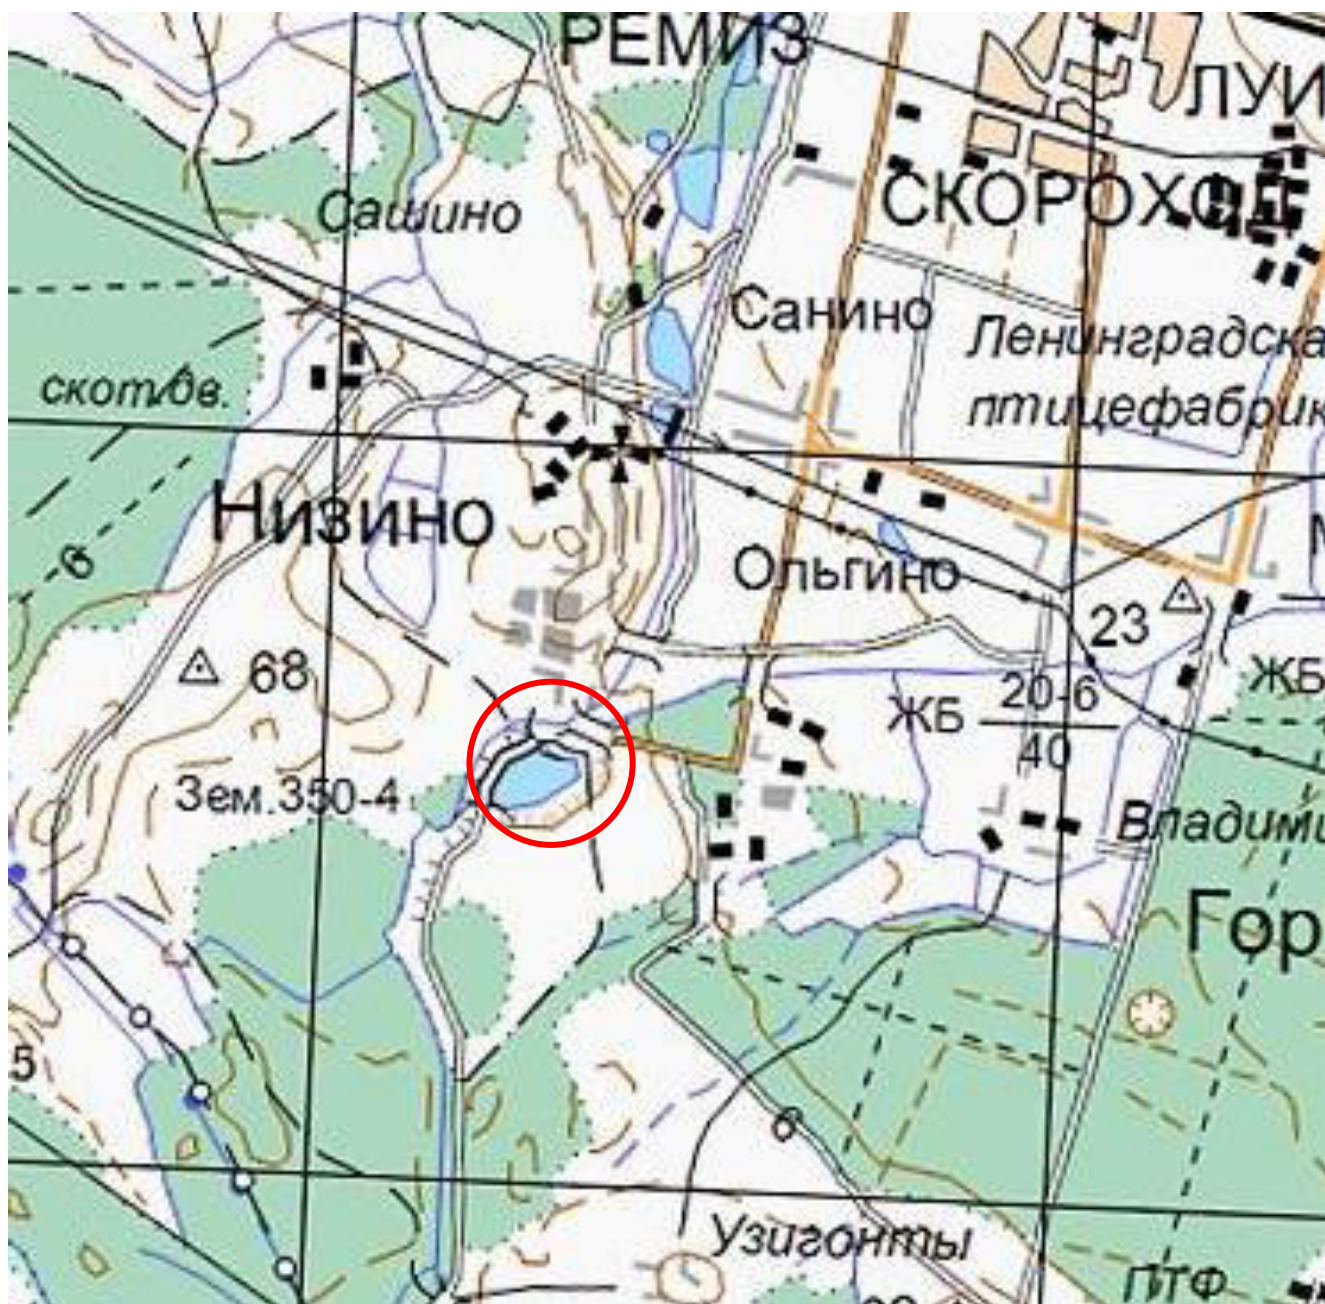 РЕМИЗ
ЛУИ
Сашино
СКОРОХОД
Санино
Ленинградска
скот.дв.
птицефабрик
Низино
Ольгино
6
23
68
ЖБ
20-6
ЖБ
40
Зем.350-4
Владими
Гор
5
Узигонты
ПТФ